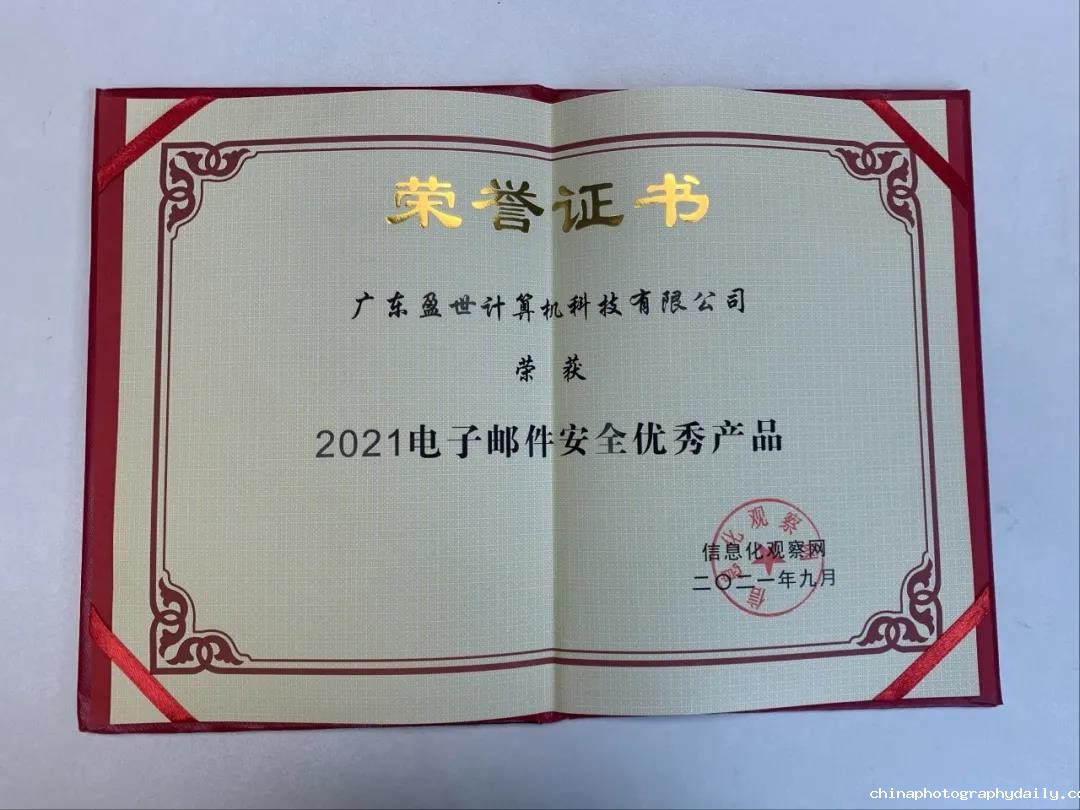 荣誉证书
广东盈世计算机科技有限公司
荣 获
2021电子邮件安全优秀产品
信息化观察网
二〇二一年九月
chinaphotographydaily.co